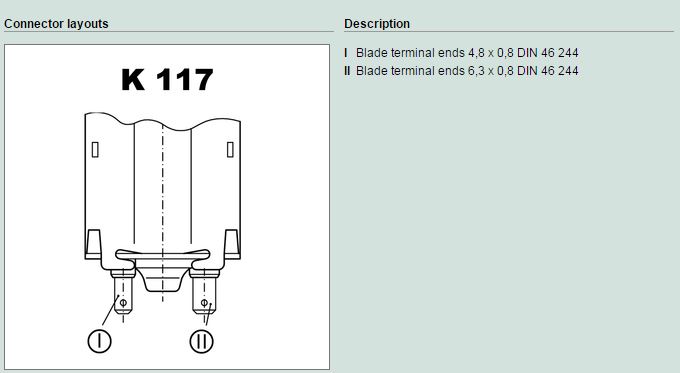 Connector layouts
Description
K 117
I Blade terminal ends 4,8 x 0,8 DIN 46 244
II Blade terminal ends 6,3 x 0,8 DIN 46 244
I
II